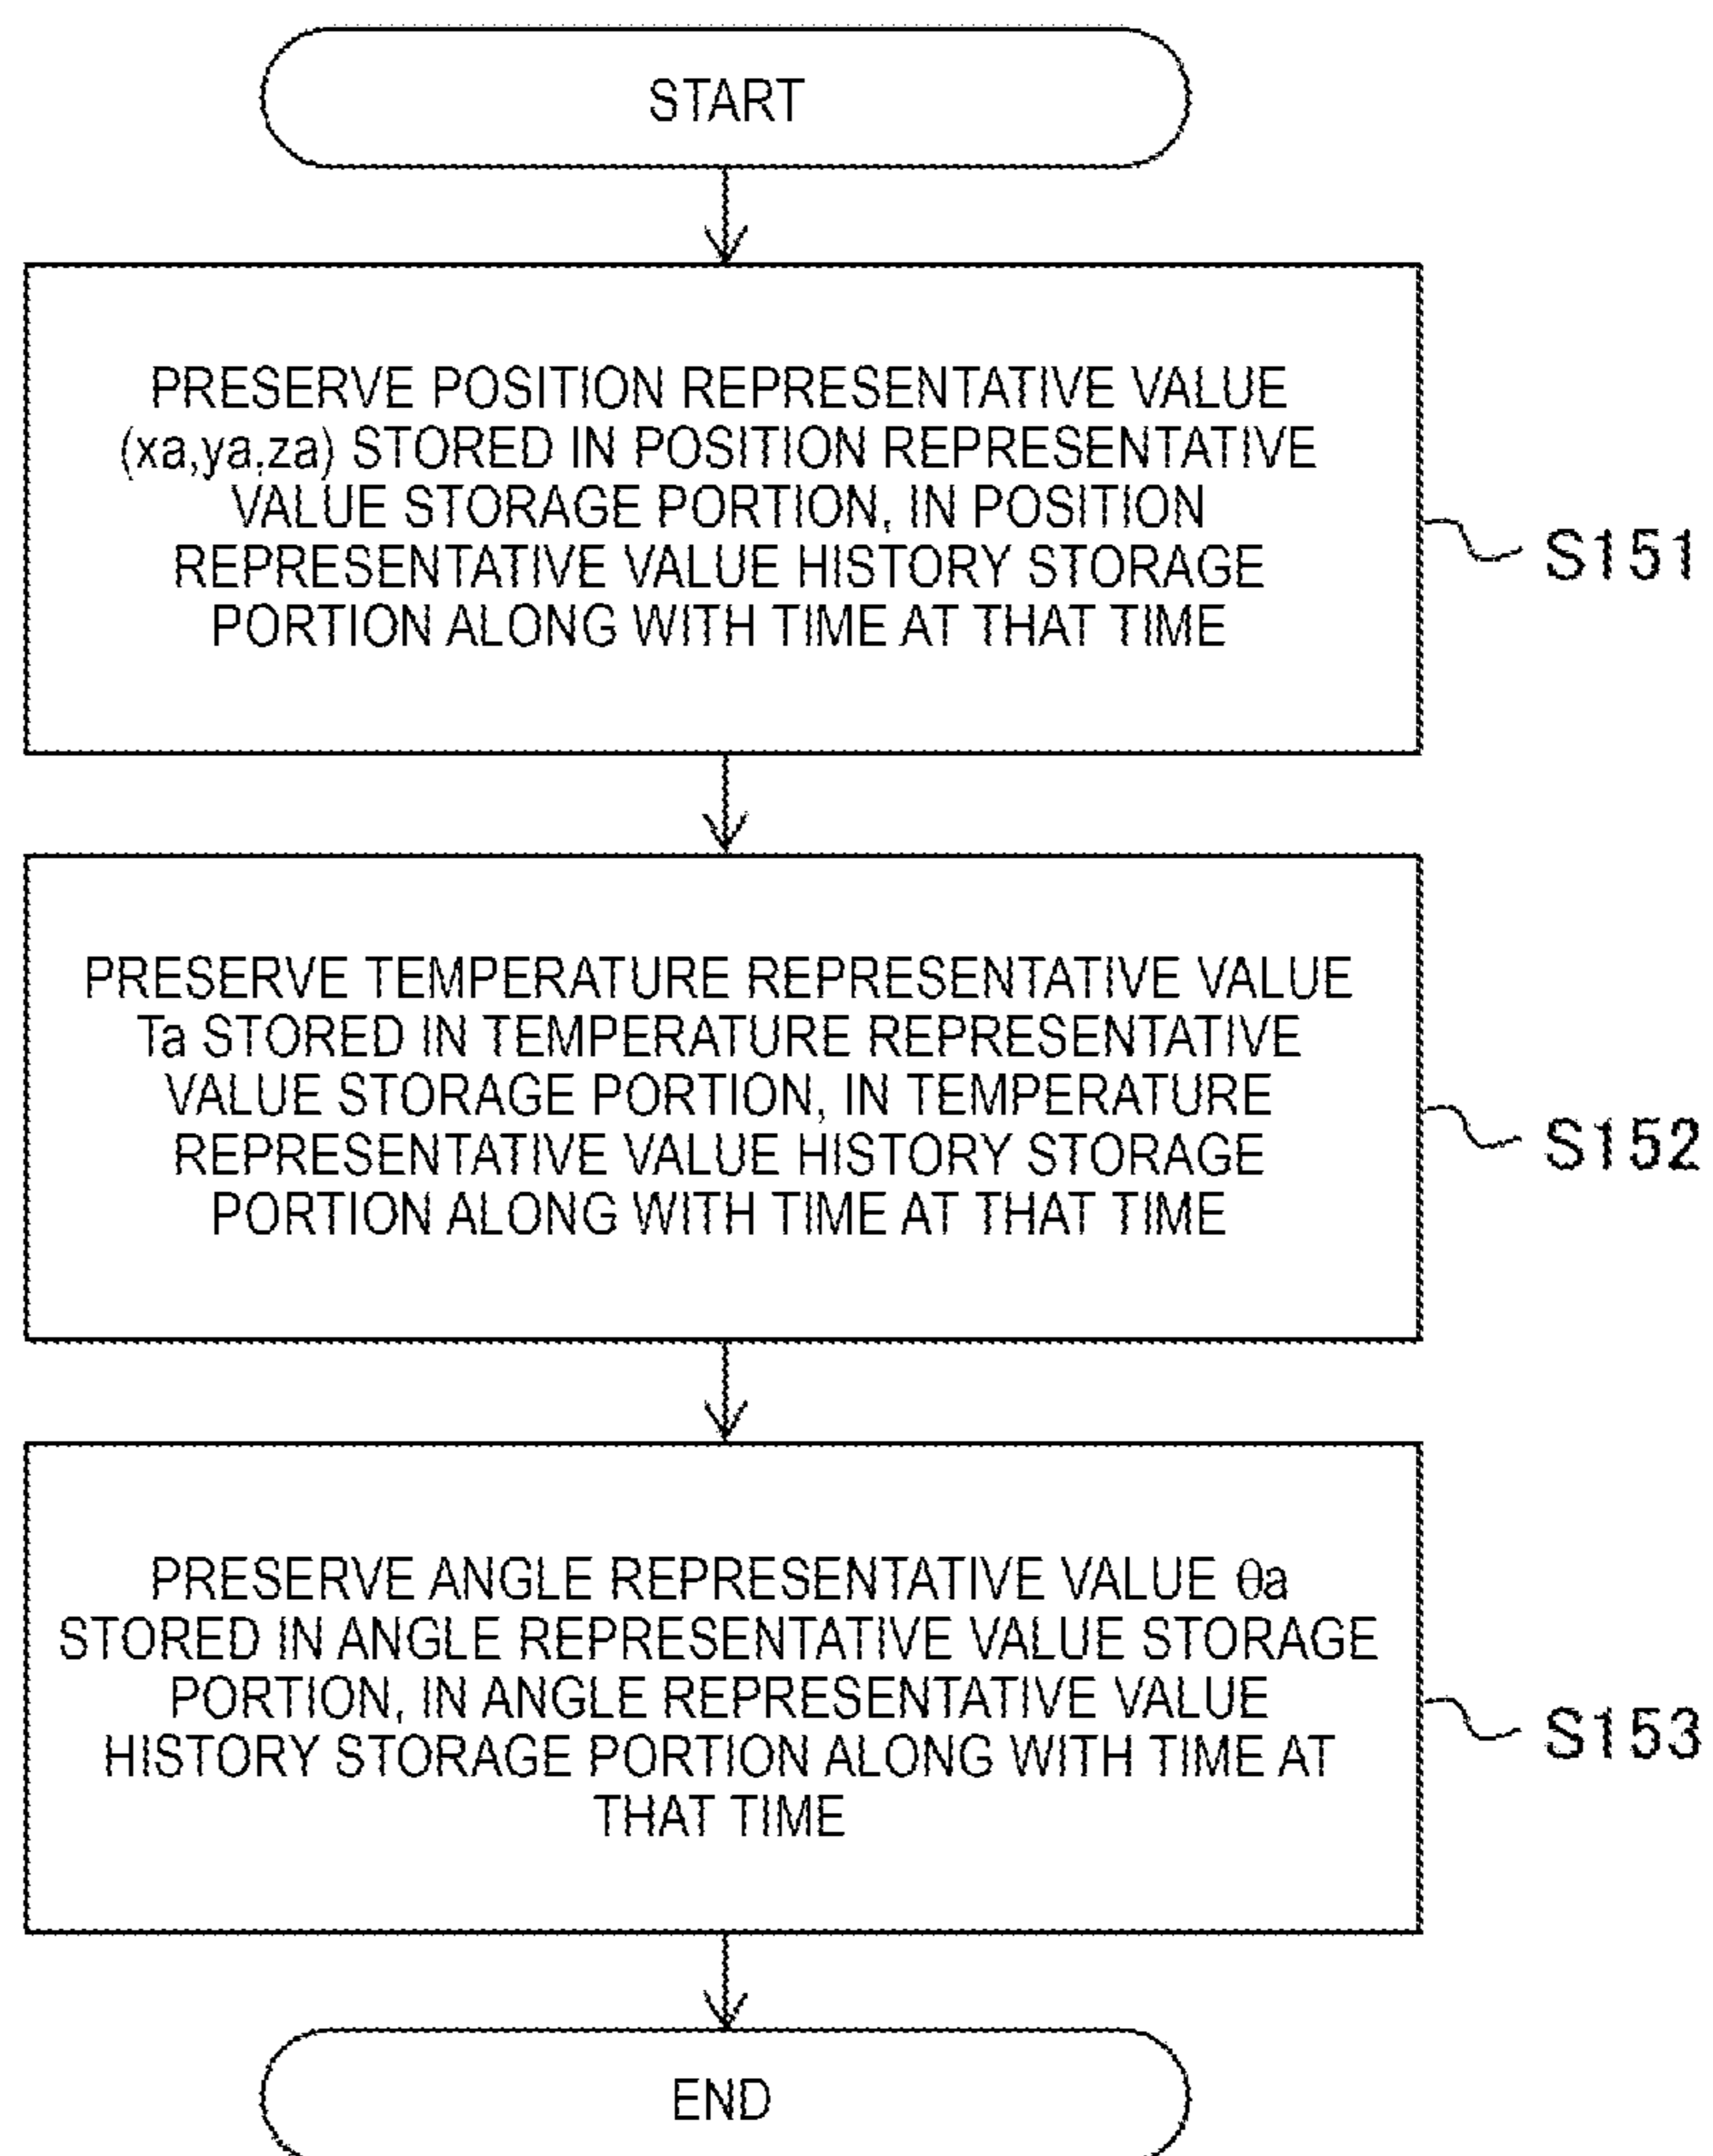 START
PRESERVE POSITION REPRESENTATIVE VALUE
(xa,ya,za) STORED IN POSITION REPRESENTATIVE
VALUE STORAGE PORTION, IN POSITION
REPRESENTATIVE VALUE HISTORY STORAGE
PORTION ALONG WITH TIME AT THAT TIME
S151
PRESERVE TEMPERATURE REPRESENTATIVE VALUE
Ta STORED IN TEMPERATURE REPRESENTATIVE
VALUE STORAGE PORTION, IN TEMPERATURE
REPRESENTATIVE VALUE HISTORY STORAGE
PORTION ALONG WITH TIME AT THAT TIME
S152
PRESERVE ANGLE REPRESENTATIVE VALUE θa
STORED IN ANGLE REPRESENTATIVE VALUE STORAGE
PORTION, IN ANGLE REPRESENTATIVE VALUE
HISTORY STORAGE PORTION ALONG WITH TIME AT
THAT TIME
S153
END